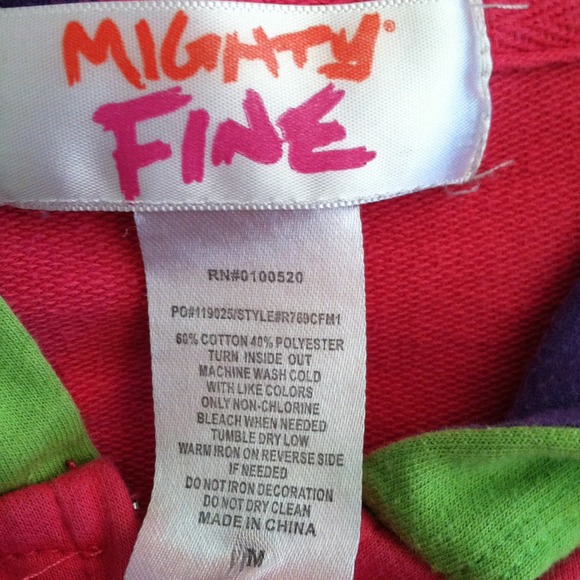 MIGHTY®
FINE
RN#0100520
PO#119025/STYLE#R769CFM1
60% COTTON 40% POLYESTER
TURN INSIDE OUT
MACHINE WASH COLD
WITH LIKE COLORS
ONLY NON-CHLORINE
BLEACH WHEN NEEDED
TUMBLE DRY LOW
WARM IRON ON REVERSE SIDE
IF NEEDED
DO NOT IRON DECORATION
DO NOT DRY CLEAN
MADE IN CHINA
M